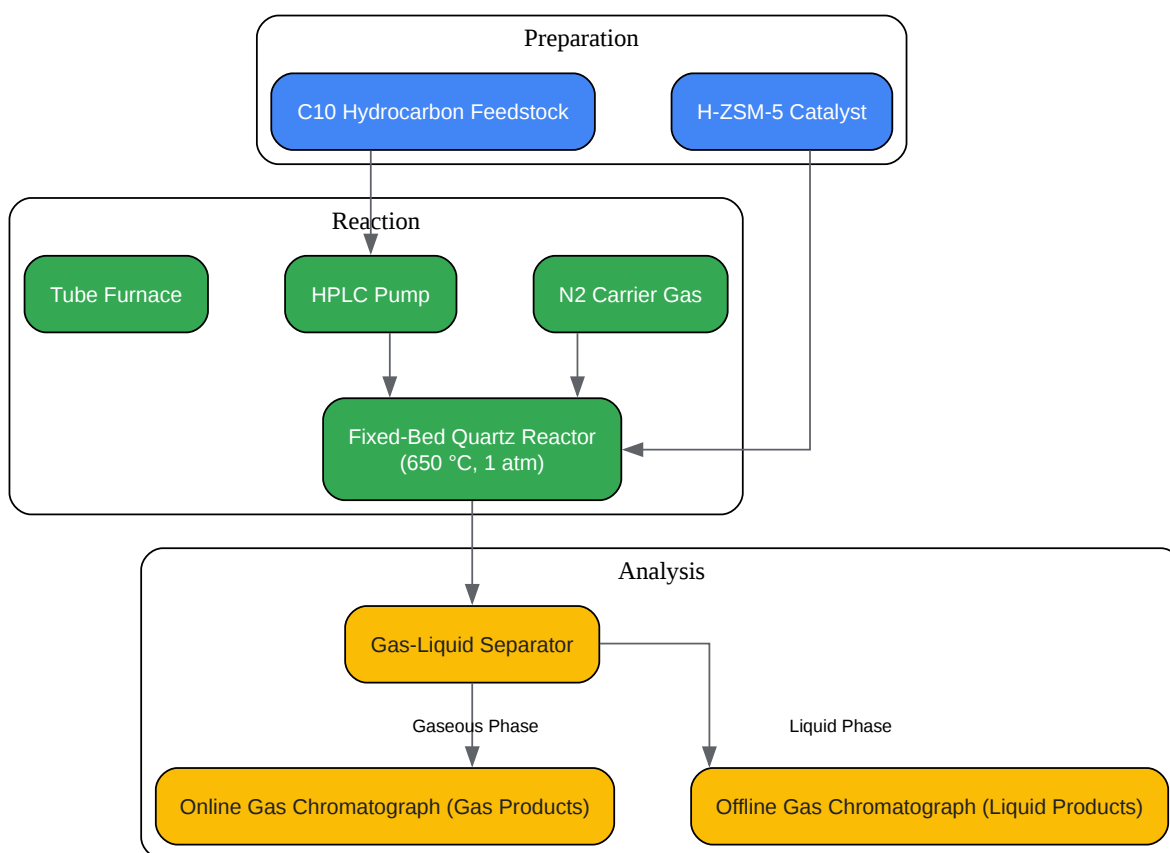 Preparation
C10 Hydrocarbon Feedstock
H-ZSM-5 Catalyst
Reaction
Tube Furnace
HPLC Pump
N2 Carrier Gas
Fixed-Bed Quartz Reactor
(650 °C, 1 atm)
Analysis
Gas-Liquid Separator
Gaseous Phase
Liquid Phase
Online Gas Chromatograph (Gas Products)
Offline Gas Chromatograph (Liquid Products)